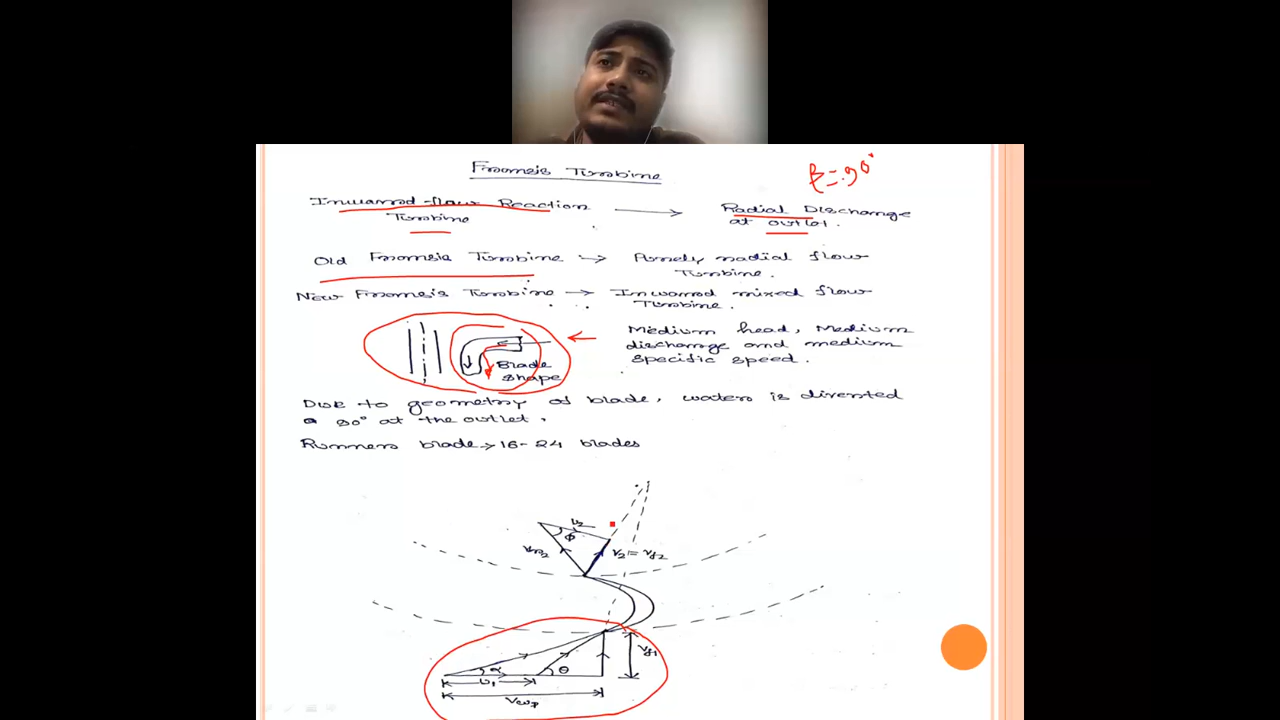 Francis Turbine
β = 90°
Inward flow Reaction Turbine → Radial Discharge at outlet.
Old Francis Turbine → Purely radial flow Turbine.
New Francis Turbine → Inward mixed flow Turbine.
Blade shape
Medium head, Medium discharge and medium specific speed.
Due to geometry of blade, water is diverted
90° at the outlet.
Runner blade → 16-24 blades
u2
φ
Vr2
V2 = Vf2
α
θ
u1
Vf1
Vw1